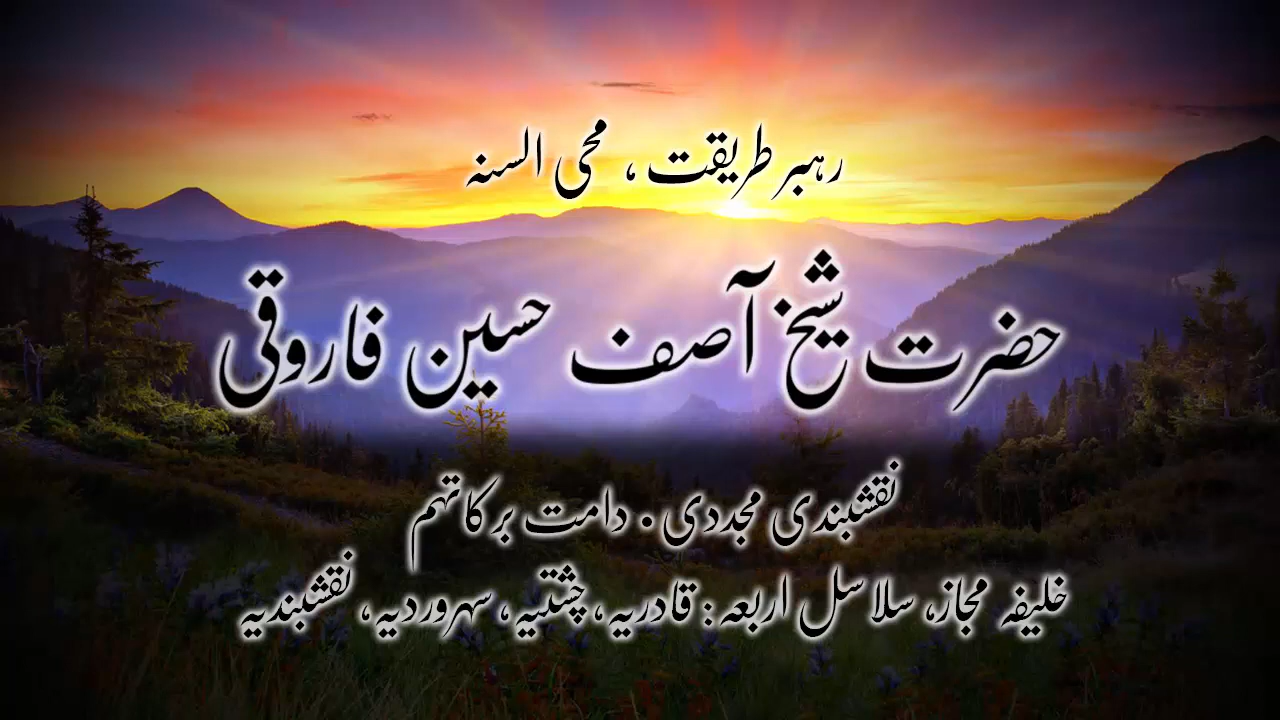 رہبر طریقت ، محی السنہ
حضرت شیخ آصف حسین فاروقی
نقشبندی مجددی . دامت برکاتہم
خلیفہ مجاز، سلاسل اربعہ : قادریہ، چشتیہ، سہروردیہ، نقشبندیہ